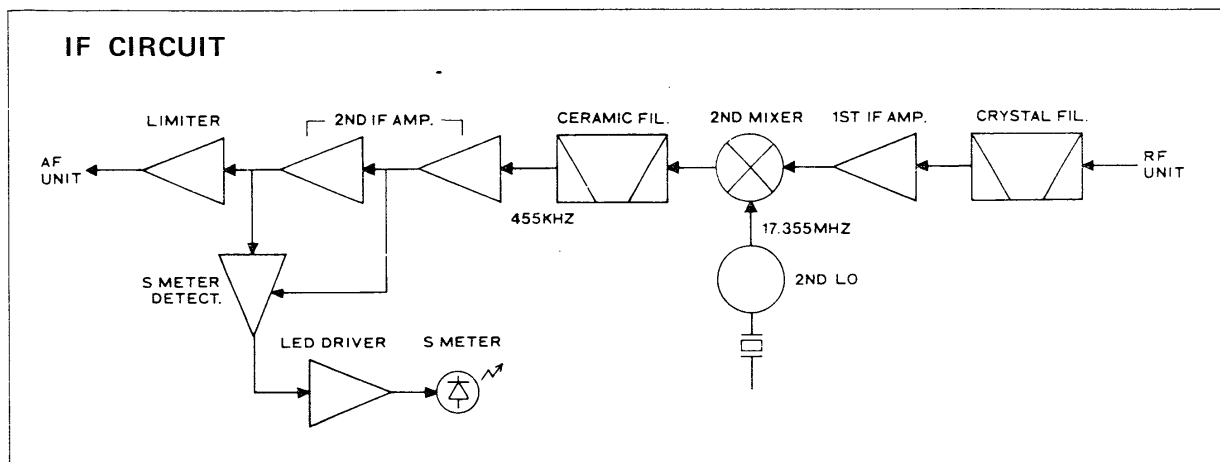 IF CIRCUIT
LIMITER
2ND IF AMP.
CERAMIC FIL.
2ND MIXER
1ST IF AMP.
CRYSTAL FIL.
AF
UNIT
RF
UNIT
455KHZ
17.355MHZ
S METER
DETECT.
2ND LO
LED DRIVER
S METER